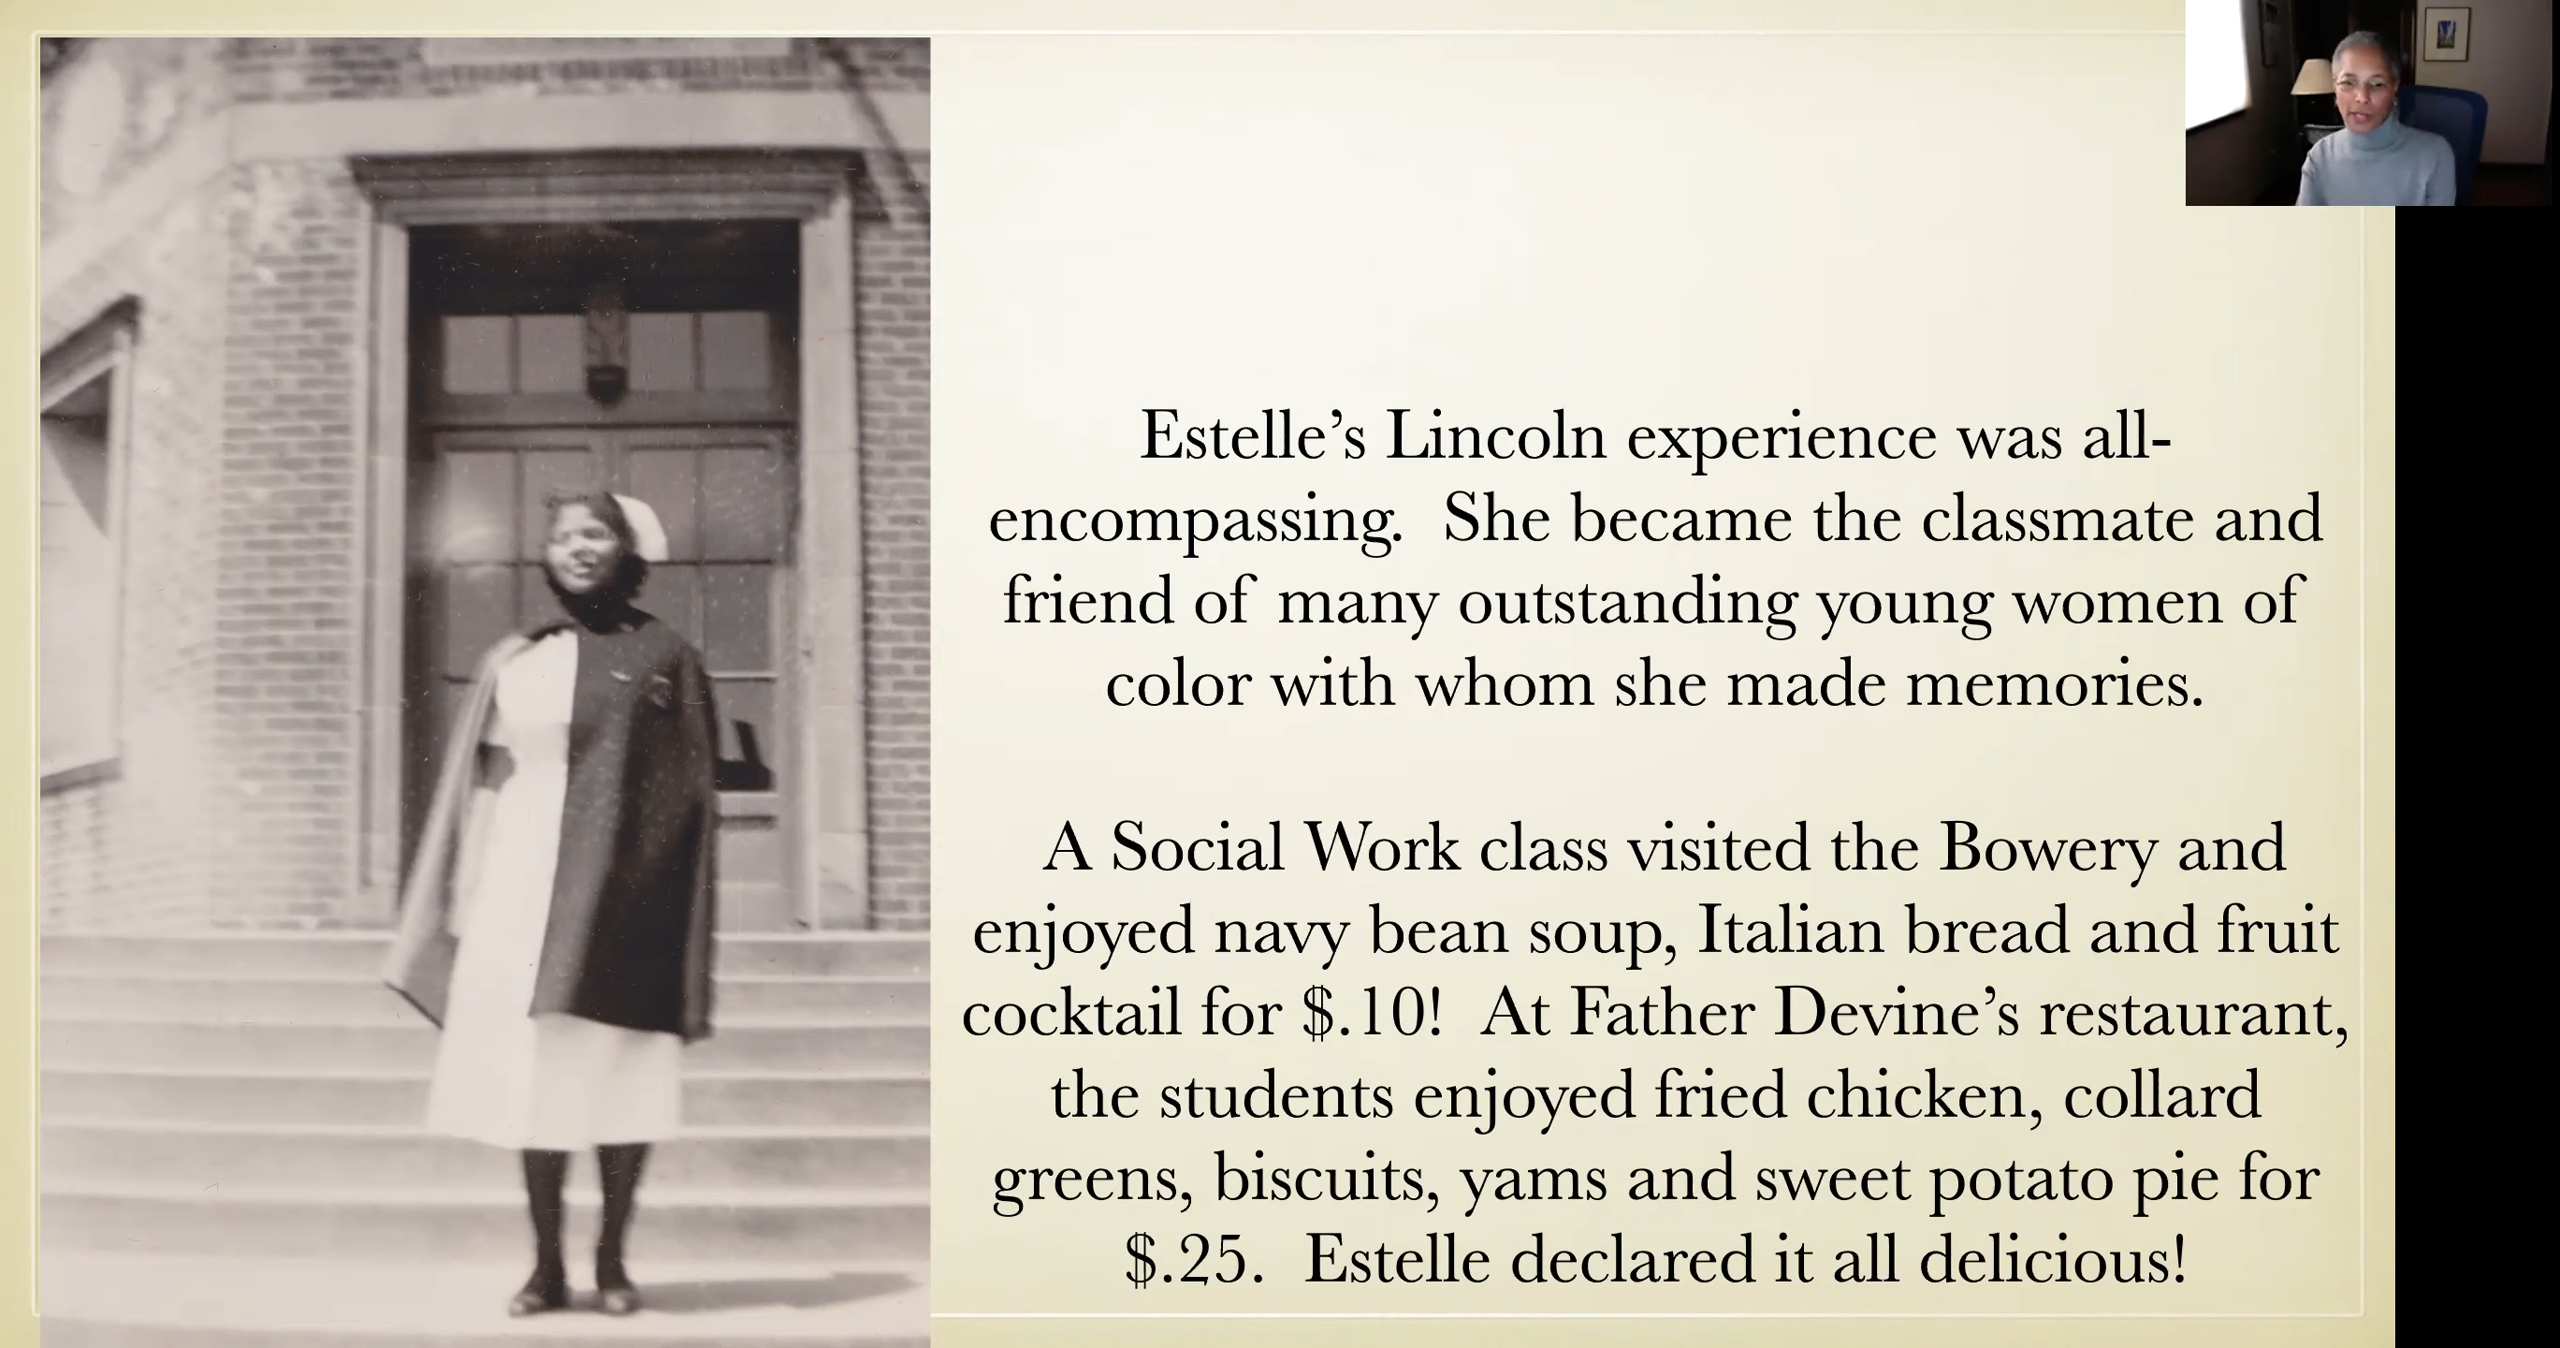 Estelle’s Lincoln experience was all-
encompassing.  She became the classmate and
friend of many outstanding young women of
color with whom she made memories.
A Social Work class visited the Bowery and
enjoyed navy bean soup, Italian bread and fruit
cocktail for $.10!  At Father Devine’s restaurant,
the students enjoyed fried chicken, collard
greens, biscuits, yams and sweet potato pie for
$.25.  Estelle declared it all delicious!